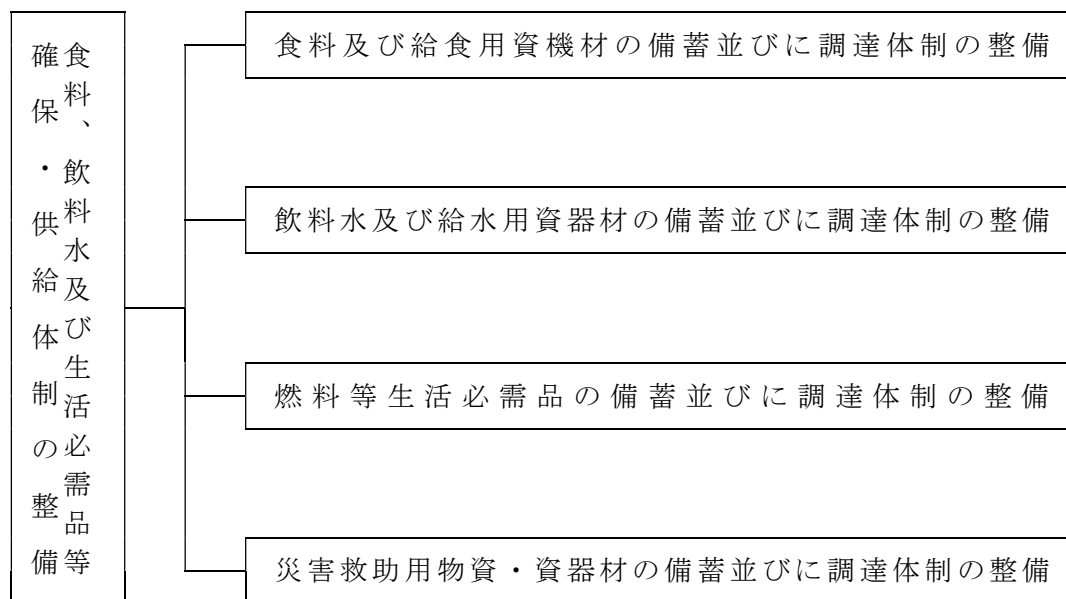 食料、飲料水及び生活必需品等
確保・供給体制の整備
食料及び給食用資機材の備蓄並びに調達体制の整備
飲料水及び給水用資器材の備蓄並びに調達体制の整備
燃料等生活必需品の備蓄並びに調達体制の整備
災害救助用物資・資器材の備蓄並びに調達体制の整備